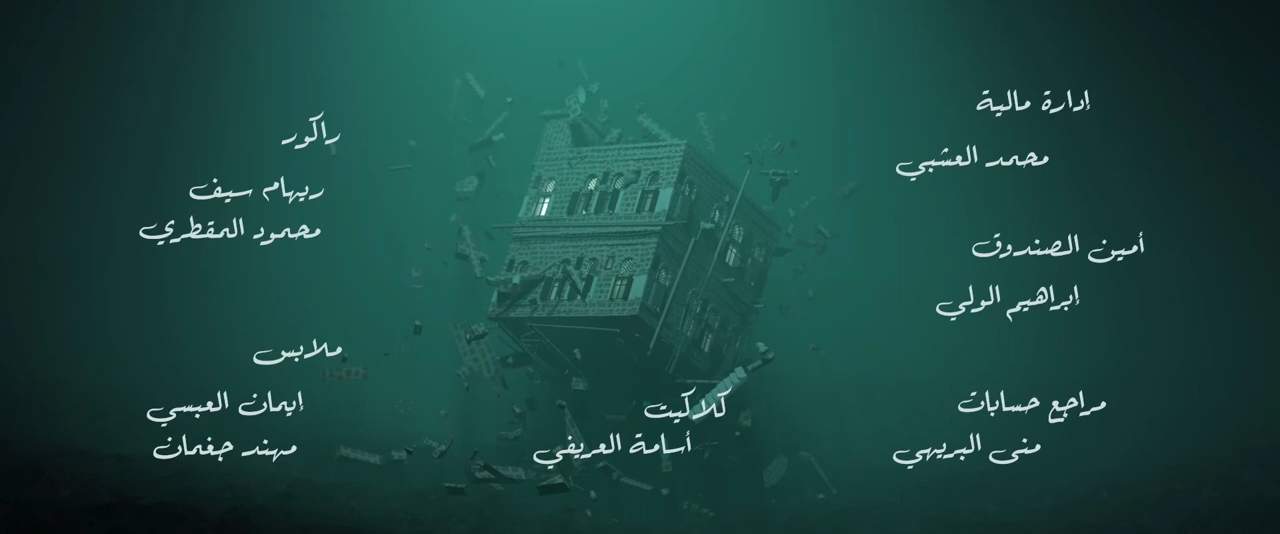 إدارة مالية
محمد العشبي
أمين الصندوق
إبراهيم الولي
مراجع حسابات
منى البريهي
كلاكيت
أسامة العريفي
راكور
ريهام سيف
محمود المقطري
ملابس
إيمان العبسي
مهند جغمان